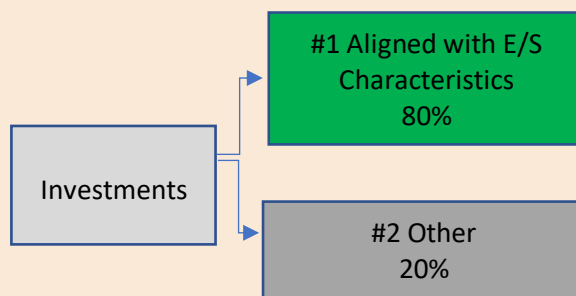 #1 Aligned with E/S
Characteristics
80%
Investments
#2 Other
20%